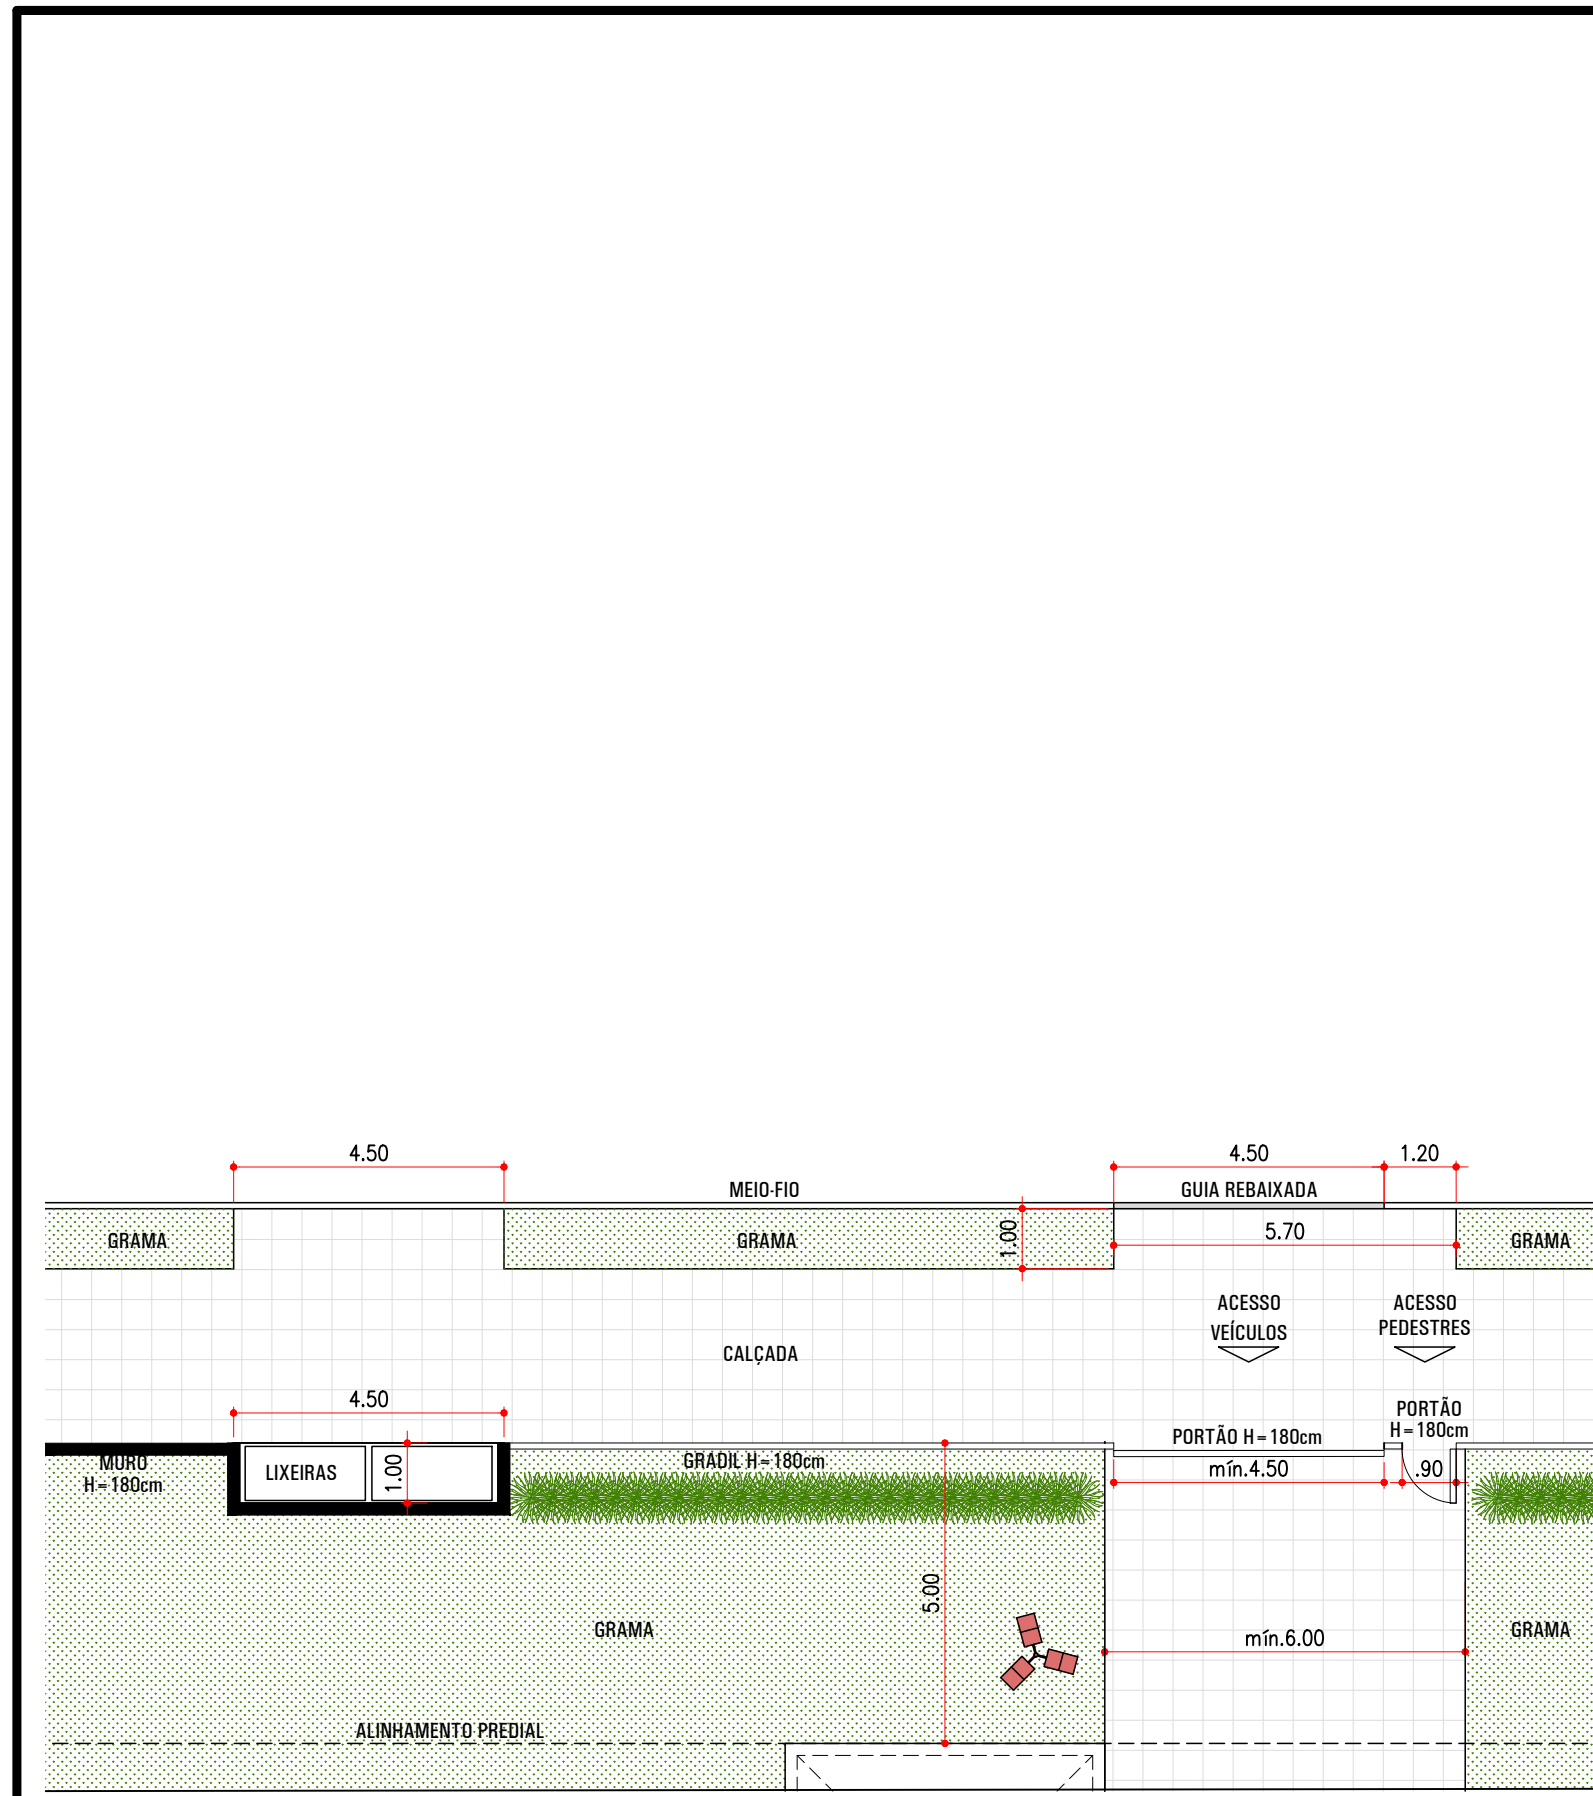 4.50
4.50
1.20
MEIO-FIO
GUIA REBAIXADA
GRAMA
GRAMA
1.00
5.70
GRAMA
ACESSO
VEÍCULOS
ACESSO
PEDESTRES
CALÇADA
4.50
PORTÃO
H=180cm
PORTÃO H=180cm
MURO
H=180cm
LIXEIRAS
1.00
GRADIL H=180cm
mín.4.50
.90
5.00
GRAMA
mín.6.00
GRAMA
ALINHAMENTO PREDIAL